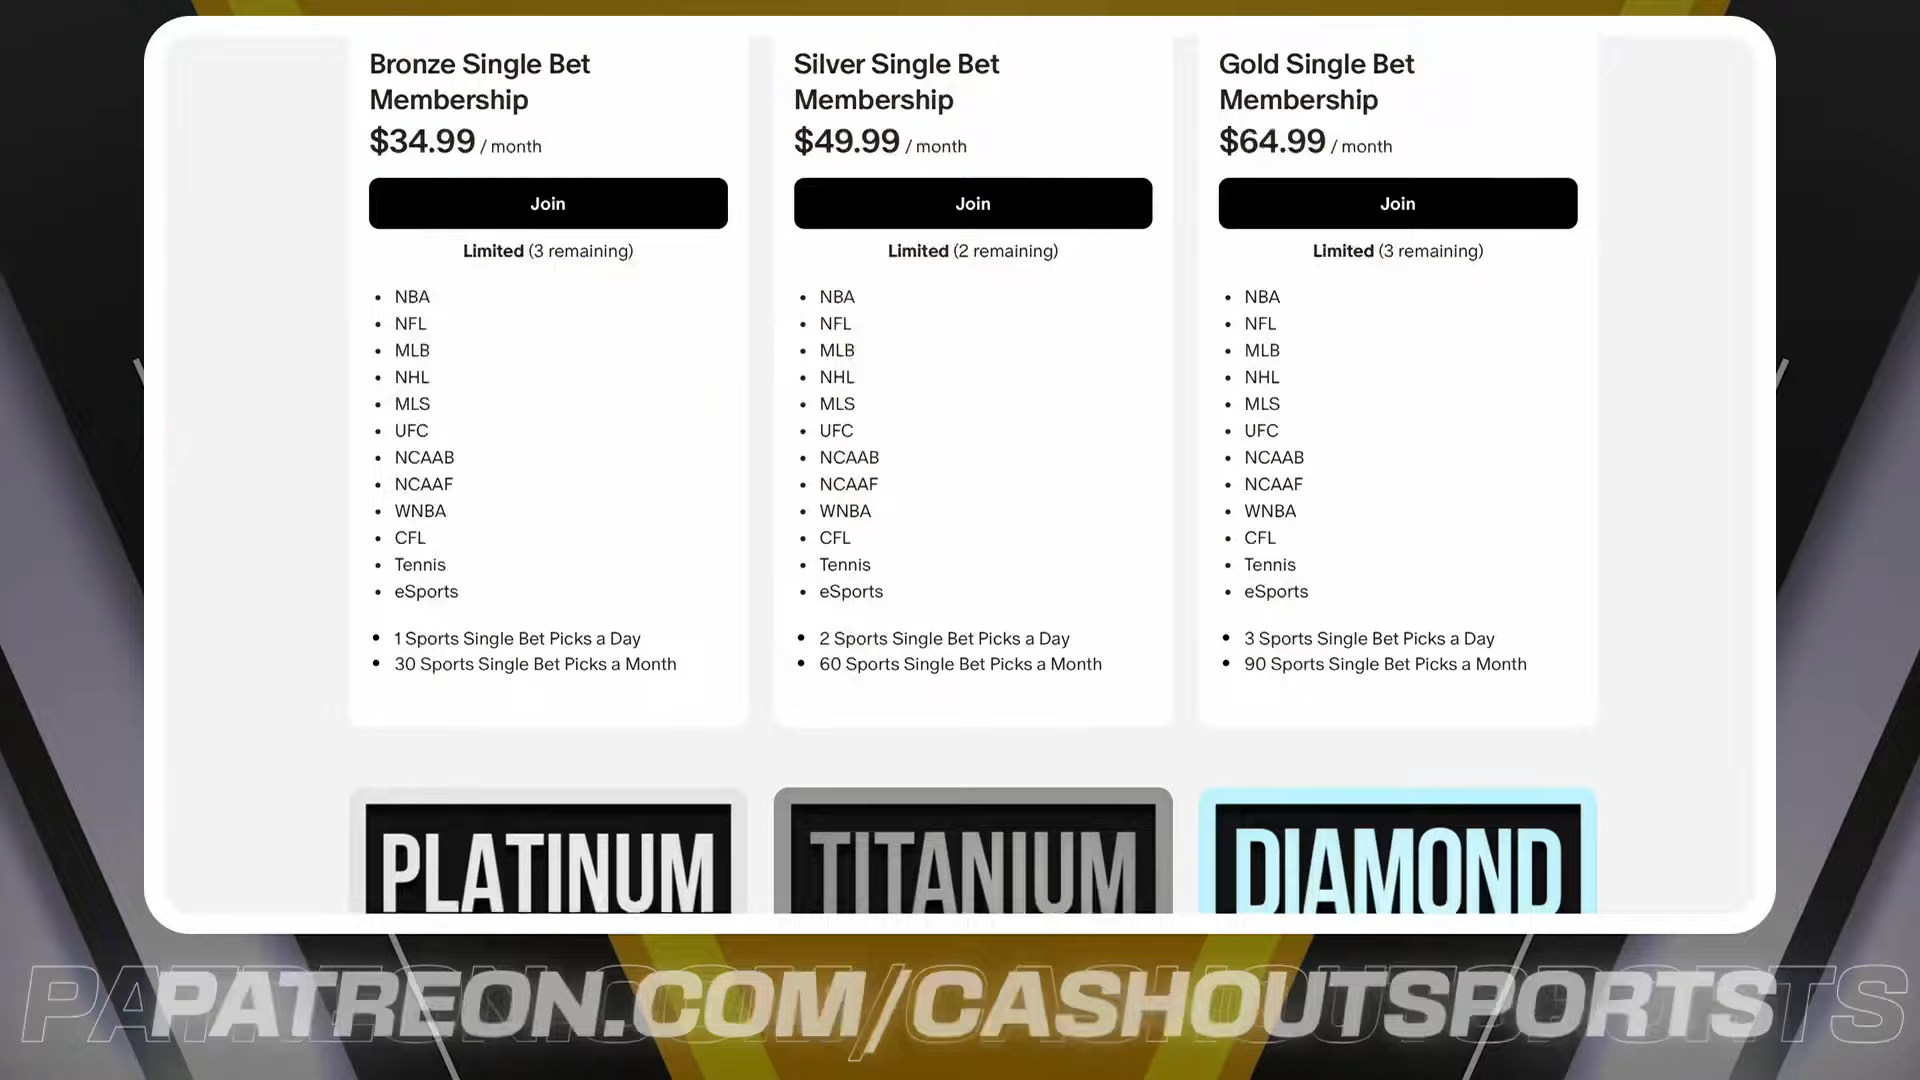 Bronze Single Bet
Membership
$34.99 / month
Join
Limited (3 remaining)
• NBA
• NFL
• MLB
• NHL
• MLS
• UFC
• NCAAB
• NCAAF
• WNBA
• CFL
• Tennis
• eSports
• 1 Sports Single Bet Picks a Day
• 30 Sports Single Bet Picks a Month
Silver Single Bet
Membership
$49.99 / month
Join
Limited (2 remaining)
• NBA
• NFL
• MLB
• NHL
• MLS
• UFC
• NCAAB
• NCAAF
• WNBA
• CFL
• Tennis
• eSports
• 2 Sports Single Bet Picks a Day
• 60 Sports Single Bet Picks a Month
Gold Single Bet
Membership
$64.99 / month
Join
Limited (3 remaining)
• NBA
• NFL
• MLB
• NHL
• MLS
• UFC
• NCAAB
• NCAAF
• WNBA
• CFL
• Tennis
• eSports
• 3 Sports Single Bet Picks a Day
• 90 Sports Single Bet Picks a Month
PLATINUM
TITANIUM
DIAMOND
PATREON.COM/CASHOUTSPORTS